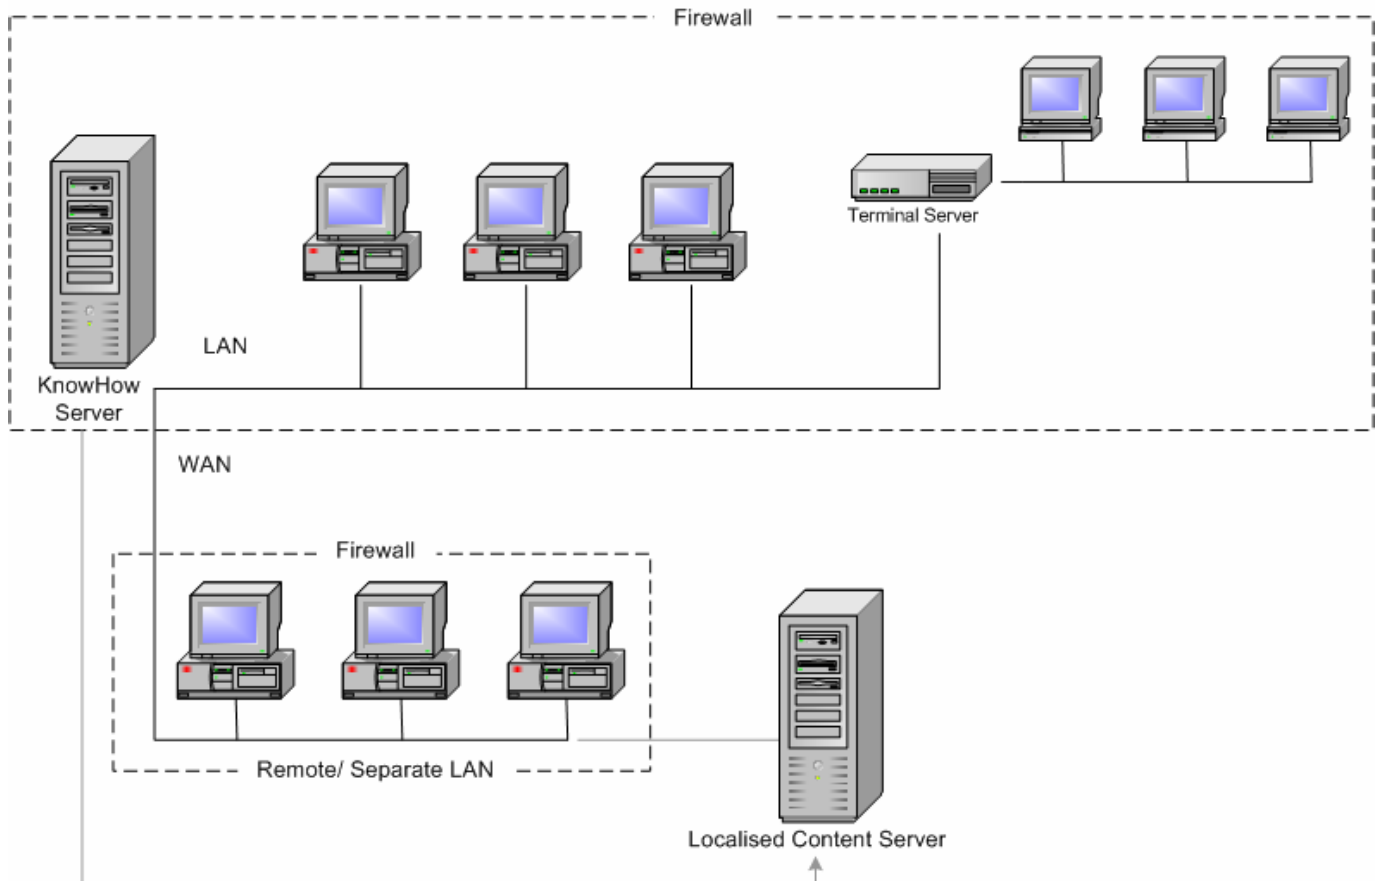 Firewall
Terminal Server
LAN
KnowHow
Server
WAN
Firewall
Remote/ Separate LAN
Localised Content Server